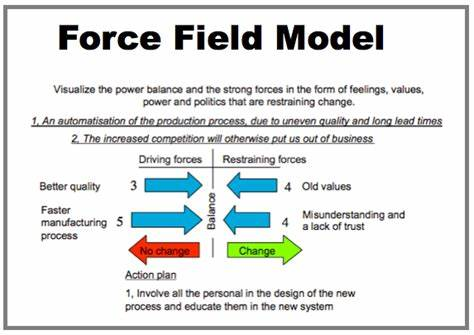 Force Field Model
Visualize the power balance and the strong forces in the form of feelings, values,
power and politics that are restraining change.
1, An automatisation of the production process, due to uneven quality and long lead times
2, The increased competition will otherwise put us out of business
Driving forces Restraining forces
Better quality 3 4 Old values
Balance
Faster
manufacturing
process
5 4 Misunderstanding and
a lack of trust
No change Change
Action plan
1, Involve all the personal in the design of the new
process and educate them in the new system